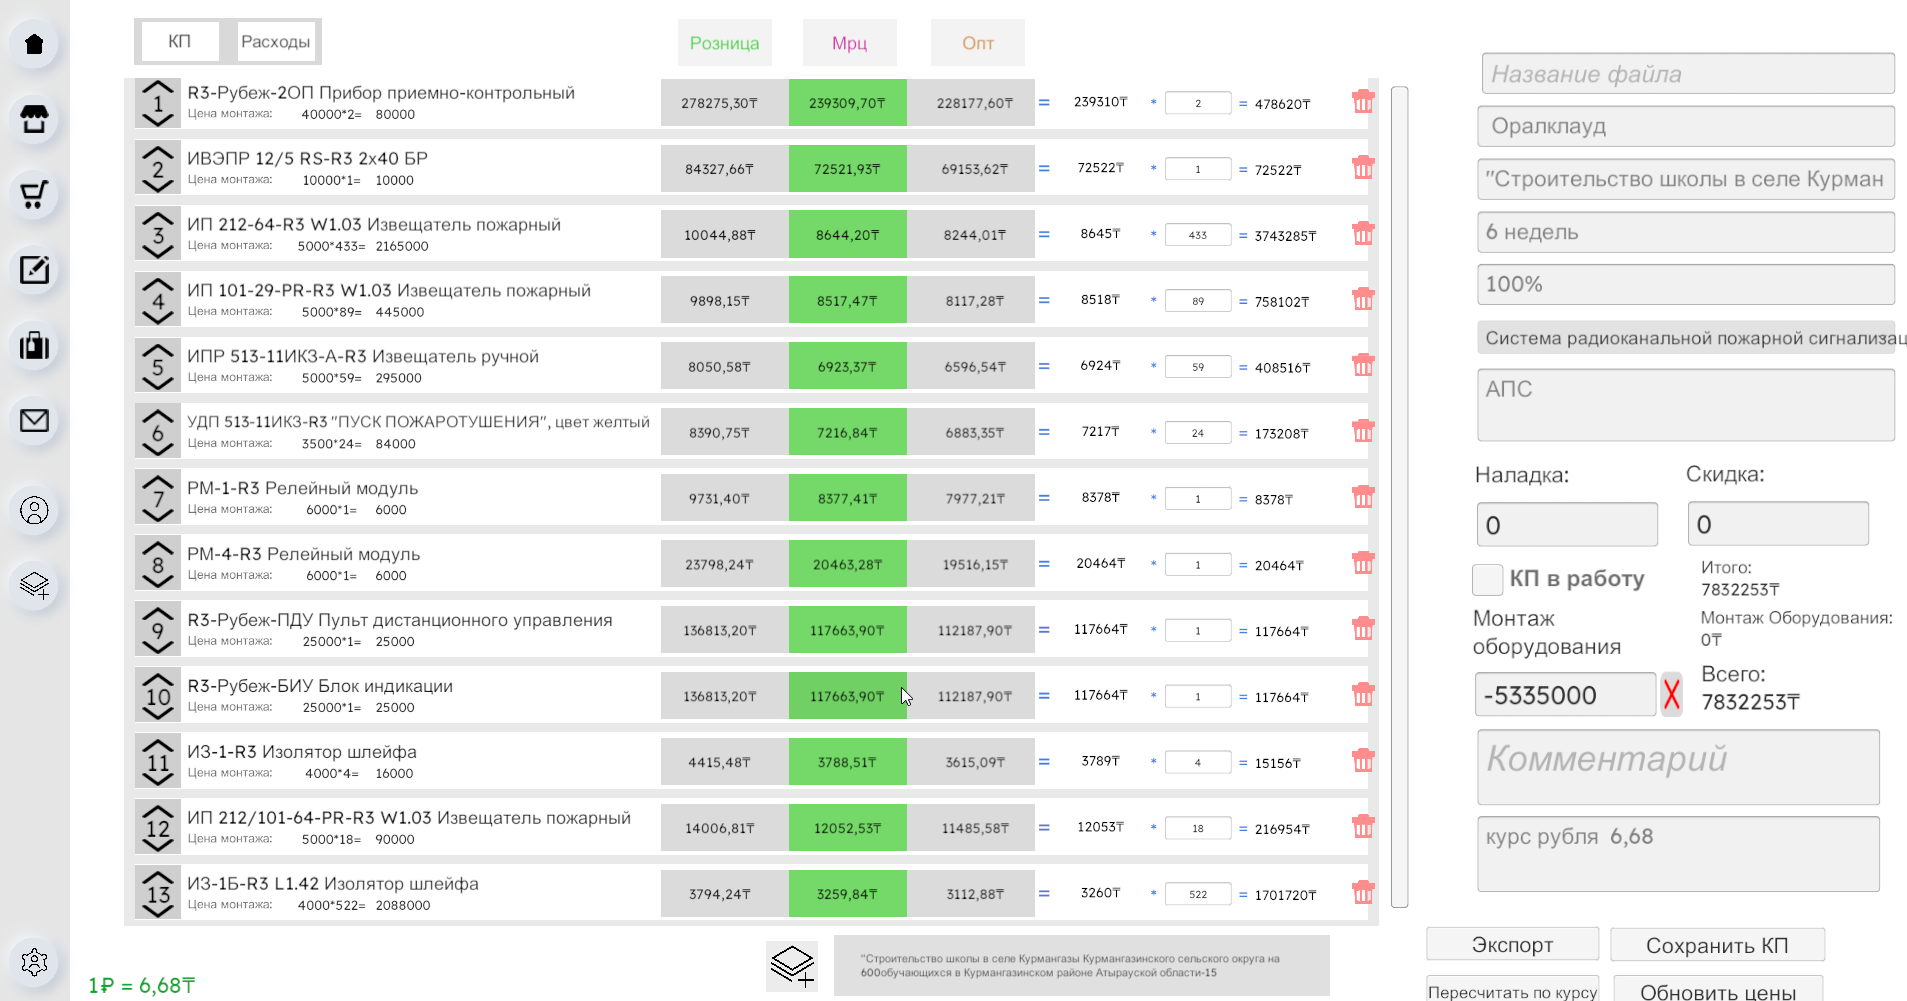 КП
Расходы
Розница
Мрц
Опт
1
R3-Рубеж-2ОП Прибор приемно-контрольный
Цена монтажа: 40000*2= 80000
278275,30₸ 239309,70₸ 228177,60₸ = 239310₸ * 2 = 478620₸
2
ИВЭПР 12/5 RS-R3 2x40 БР
Цена монтажа: 10000*1= 10000
84327,66₸ 72521,93₸ 69153,62₸ = 72522₸ * 1 = 72522₸
3
ИП 212-64-R3 W1.03 Извещатель пожарный
Цена монтажа: 5000*433= 2165000
10044,88₸ 8644,20₸ 8244,01₸ = 8645₸ * 433 = 3743285₸
4
ИП 101-29-PR-R3 W1.03 Извещатель пожарный
Цена монтажа: 5000*89= 445000
9898,15₸ 8517,47₸ 8117,28₸ = 8518₸ * 89 = 758102₸
5
ИПР 513-11ИКЗ-А-R3 Извещатель ручной
Цена монтажа: 5000*59= 295000
8050,58₸ 6923,37₸ 6596,54₸ = 6924₸ * 59 = 408516₸
6
УДП 513-11ИКЗ-R3 "ПУСК ПОЖАРОТУШЕНИЯ", цвет желтый
Цена монтажа: 3500*24= 84000
8390,75₸ 7216,84₸ 6883,35₸ = 7217₸ * 24 = 173208₸
7
РМ-1-R3 Релейный модуль
Цена монтажа: 6000*1= 6000
9731,40₸ 8377,41₸ 7977,21₸ = 8378₸ * 1 = 8378₸
8
РМ-4-R3 Релейный модуль
Цена монтажа: 6000*1= 6000
23798,24₸ 20463,28₸ 19516,15₸ = 20464₸ * 1 = 20464₸
9
R3-Рубеж-ПДУ Пульт дистанционного управления
Цена монтажа: 25000*1= 25000
136813,20₸ 117663,90₸ 112187,90₸ = 117664₸ * 1 = 117664₸
10
R3-Рубеж-БИУ Блок индикации
Цена монтажа: 25000*1= 25000
136813,20₸ 117663,90₸ 112187,90₸ = 117664₸ * 1 = 117664₸
11
ИЗ-1-R3 Изолятор шлейфа
Цена монтажа: 4000*4= 16000
4415,48₸ 3788,51₸ 3615,09₸ = 3789₸ * 4 = 15156₸
12
ИП 212/101-64-PR-R3 W1.03 Извещатель пожарный
Цена монтажа: 5000*18= 90000
14006,81₸ 12052,53₸ 11485,58₸ = 12053₸ * 18 = 216954₸
13
ИЗ-1Б-R3 L1.42 Изолятор шлейфа
Цена монтажа: 4000*522= 2088000
3794,24₸ 3259,84₸ 3112,88₸ = 3260₸ * 522 = 1701720₸
"Строительство школы в селе Курмангазы Курмангазинского сельского округа на
600обучающихся в Курмангазинском районе Атырауской области-15
1₽ = 6,68₸
Название файла
Оралклауд
"Строительство школы в селе Курман
6 недель
100%
Система радиоканальной пожарной сигнализац
АПС
Наладка: Скидка:
0 0
КП в работу
Итого:
7832253₸
Монтаж
оборудования
Монтаж Оборудования:
0₸
-5335000 X
Всего:
7832253₸
Комментарий
курс рубля 6,68
Экспорт Сохранить КП
Пересчитать по курсу Обновить цены